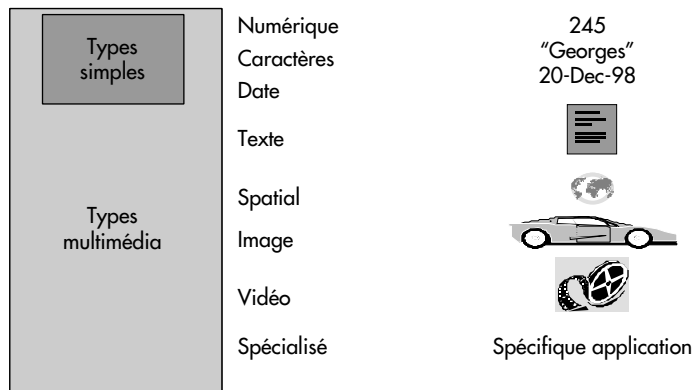 Types
simples
Numérique
245
Caractères
“Georges”
Date
20-Dec-98
Texte
Types
multimédia
Spatial
Image
Vidéo
Spécialisé
Spécifique application